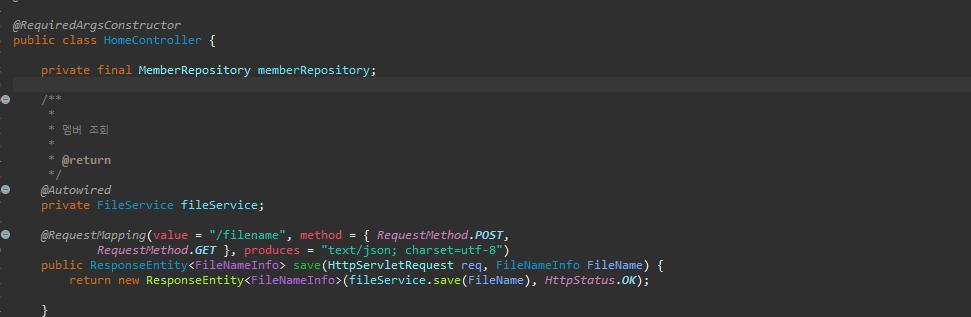 @RequiredArgsConstructor
public class HomeController {
private final MemberRepository memberRepository;
/**
*
* 멤버 조회
*
* @return
*/
@Autowired
private FileService fileService;
@RequestMapping(value = "/filename", method = { RequestMethod.POST,
RequestMethod.GET }, produces = "text/json; charset=utf-8")
public ResponseEntity<FileNameInfo> save(HttpServletRequest req, FileNameInfo FileName) {
return new ResponseEntity<FileNameInfo>(fileService.save(FileName), HttpStatus.OK);
}